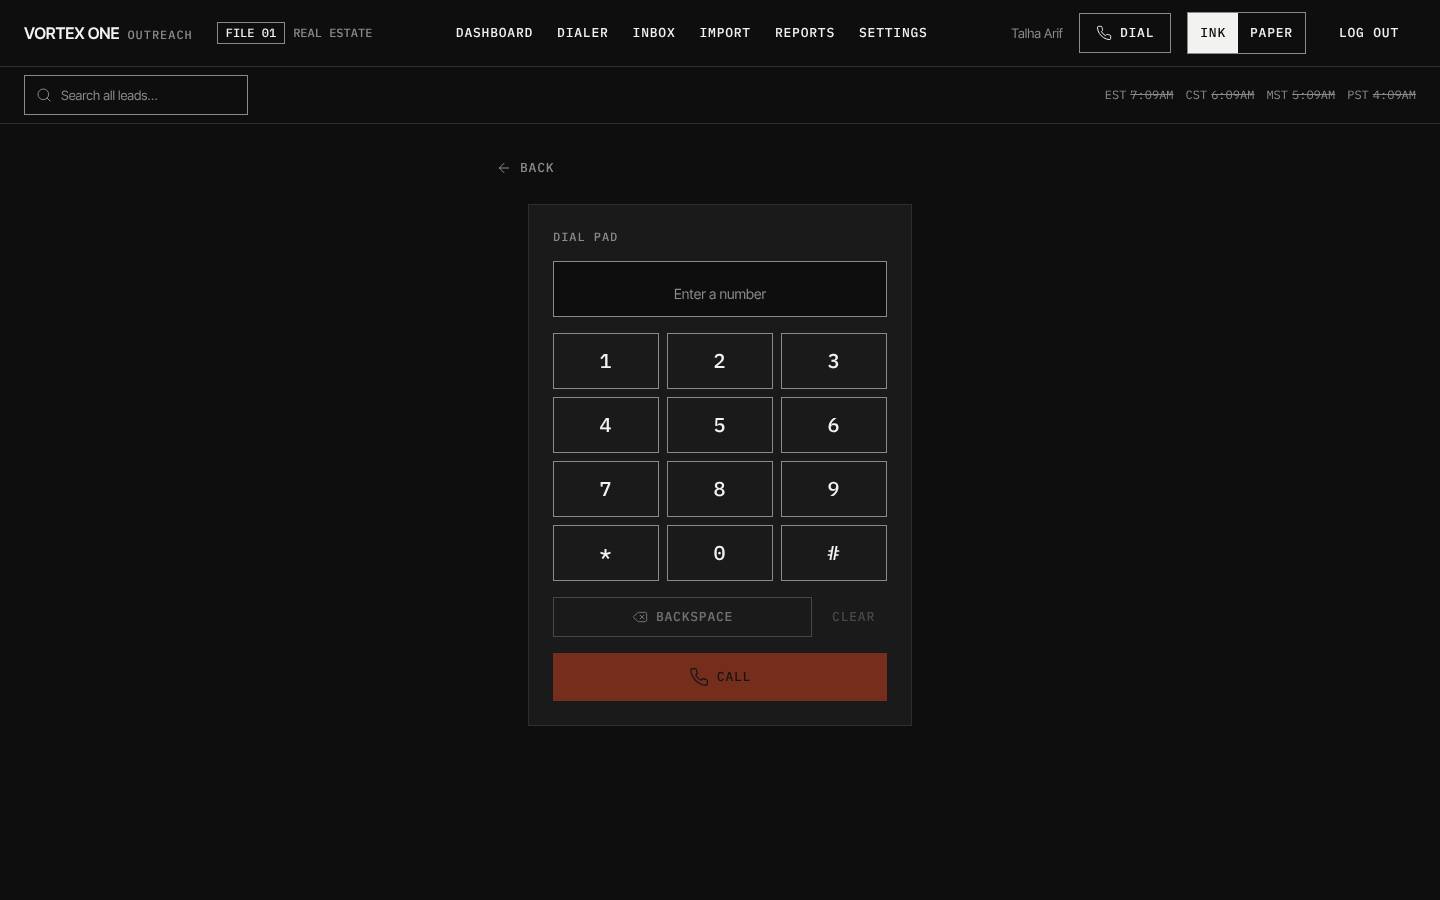 VORTEX ONE OUTREACH FILE 01 REAL ESTATE DASHBOARD DIALER INBOX IMPORT REPORTS SETTINGS Talha Arif DIAL INK PAPER LOG OUT
Search all leads... EST 7:09AM CST 6:09AM MST 5:09AM PST 4:09AM
BACK
DIAL PAD
Enter a number
1 2 3
4 5 6
7 8 9
* 0 #
BACKSPACE CLEAR
CALL